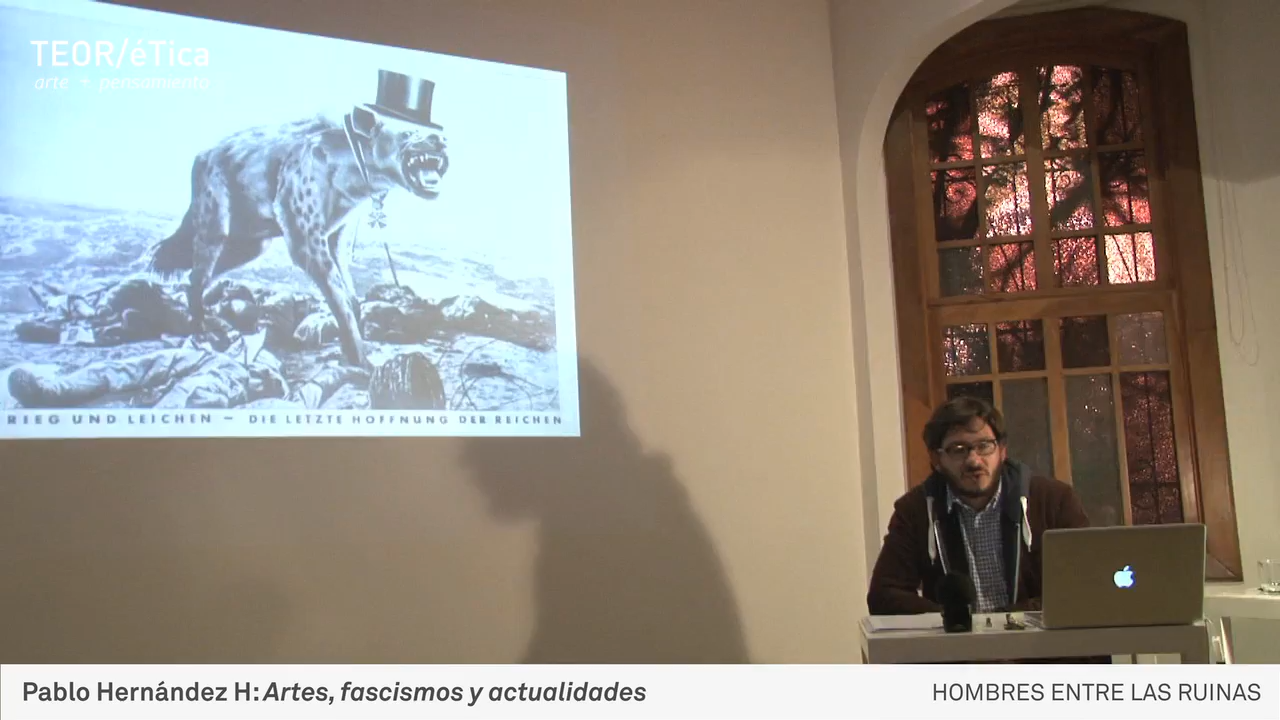 TEOR/éTica
arte + pensamiento
RIEG UND LEICHEN – DIE LETZTE HOFFNUNG DER REICHEN
Pablo Hernández H: Artes, fascismos y actualidades
HOMBRES ENTRE LAS RUINAS